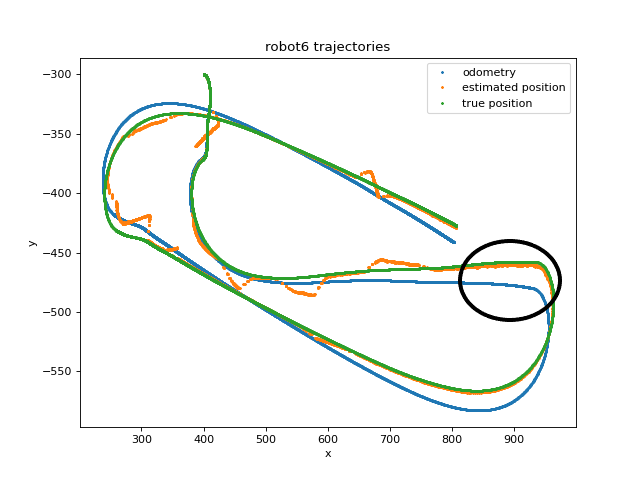 robot6 trajectories
odometry
estimated position
true position
y
−300
−350
−400
−450
−500
−550
300
400
500
600
700
800
900
x